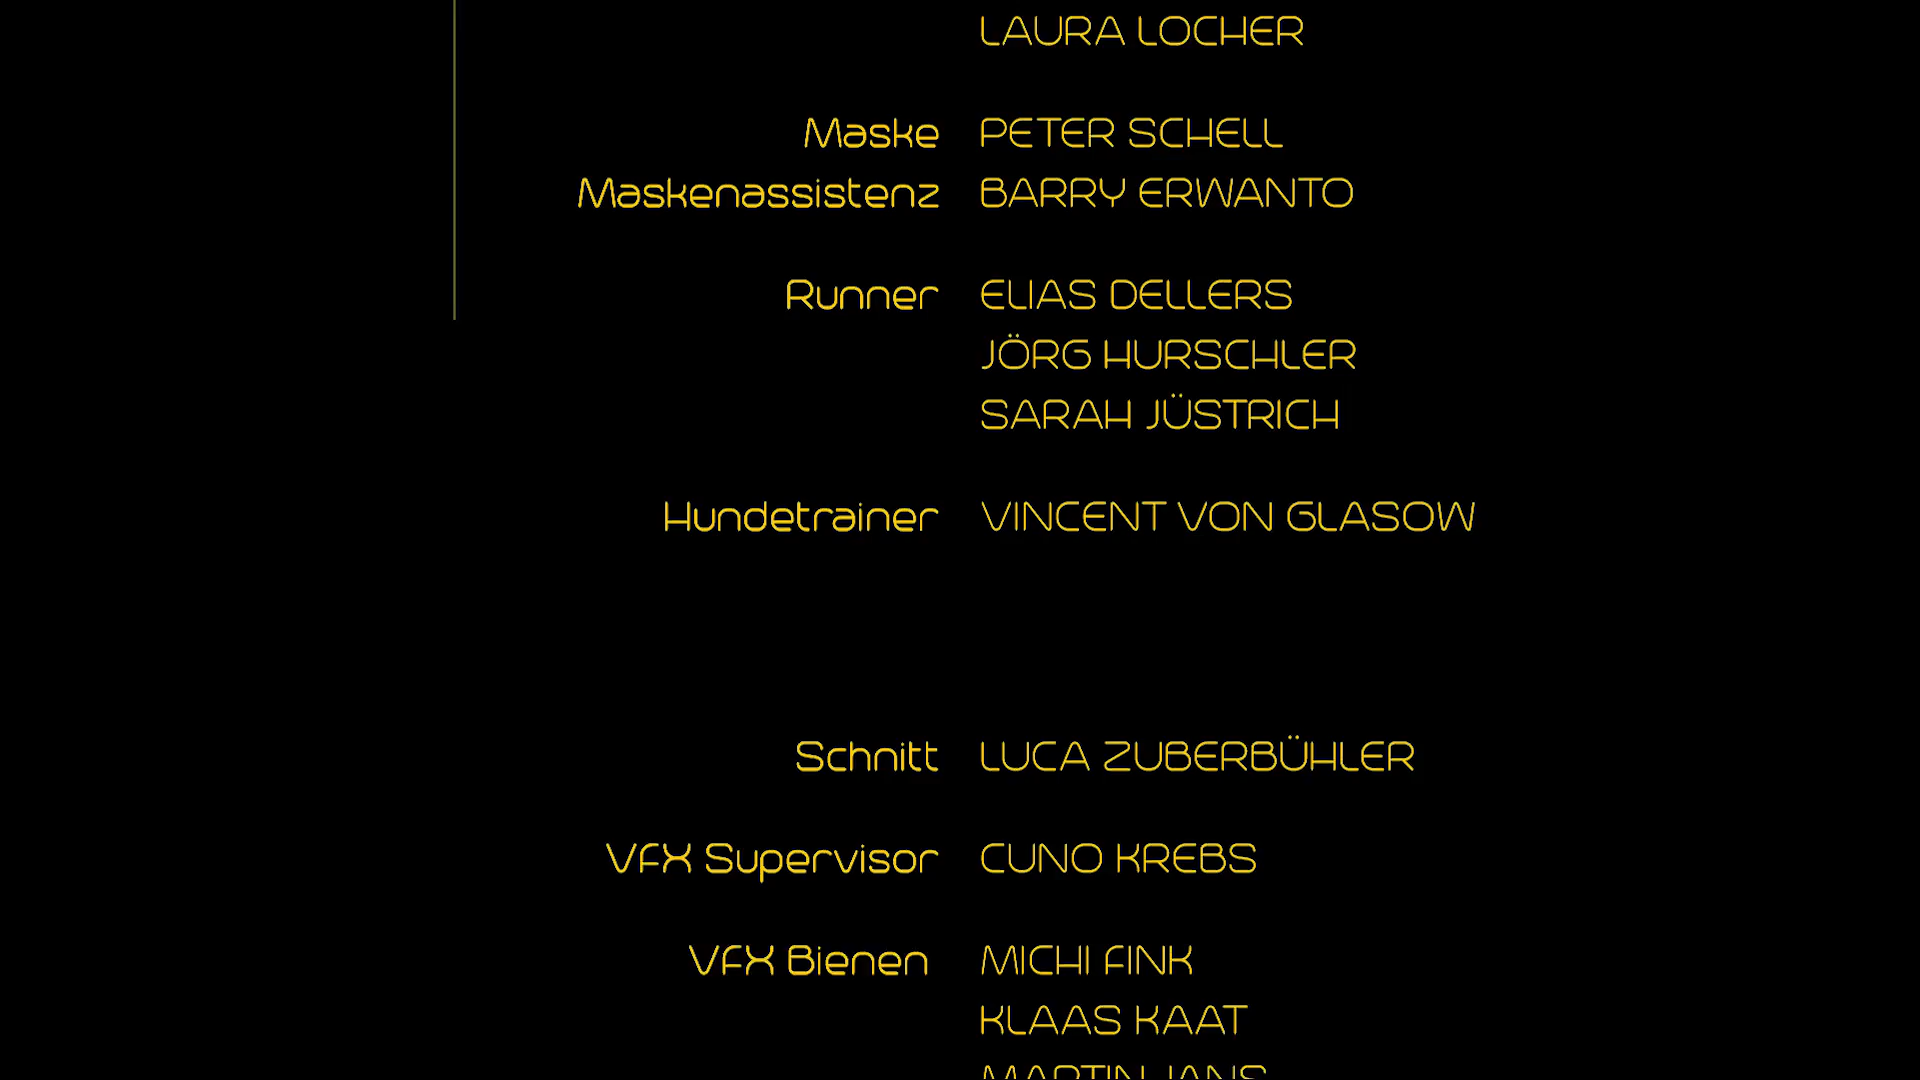 LAURA LOCHER
Maske PETER SCHELL
Maskenassistenz BARRY ERWANTO
Runner ELIAS DELLERS
JÖRG HURSCHLER
SARAH JÜSTRICH
Hundetrainer VINCENT VON GLASOW
Schnitt LUCA ZUBERBÜHLER
VFX Supervisor CUNO KREBS
VFX Bienen MICHI FINK
KLAAS KAAT
MARTIN